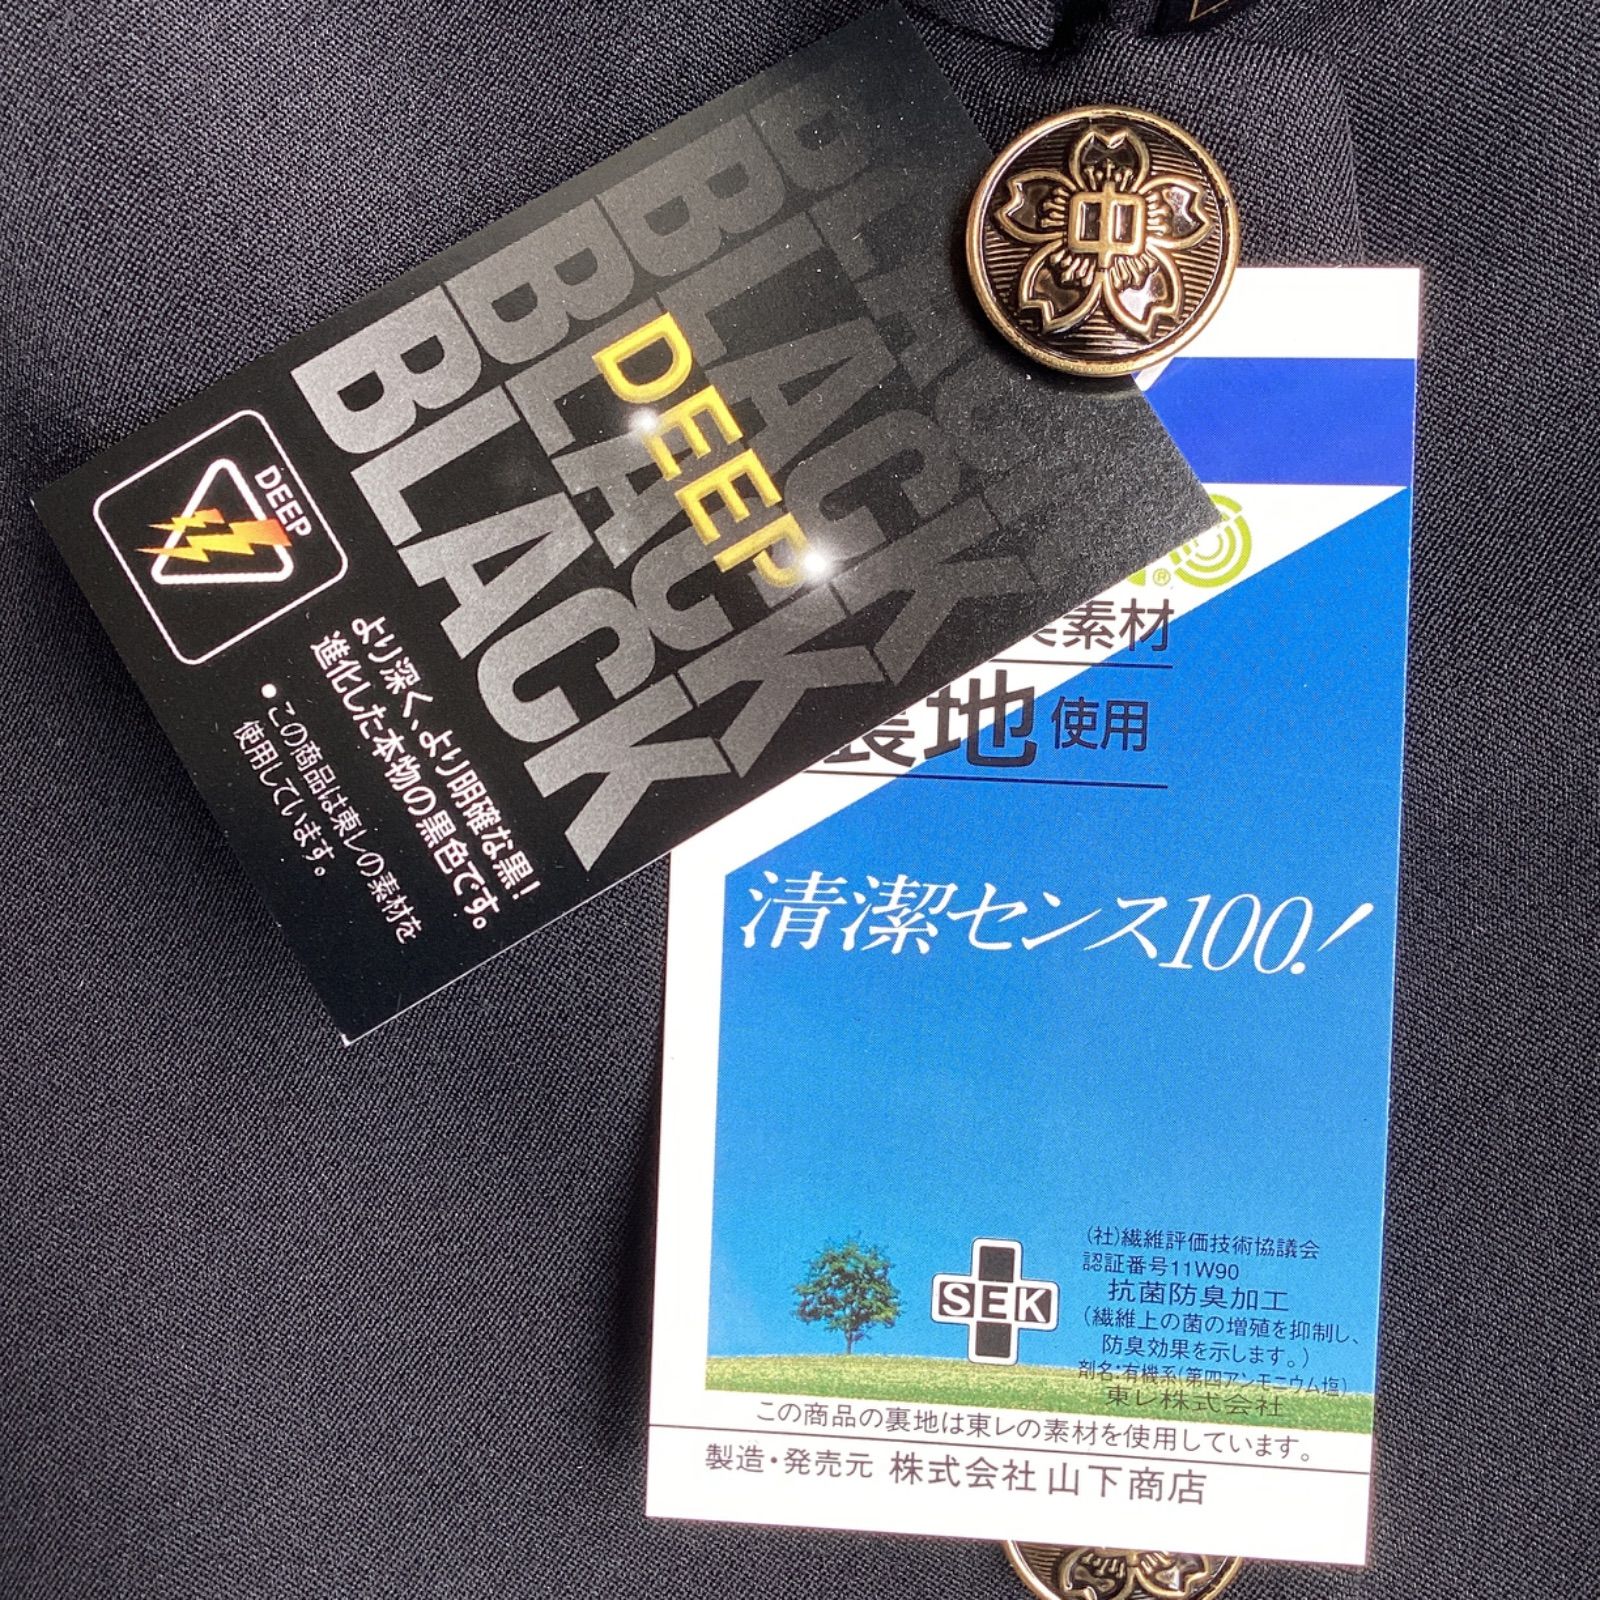 BLACK
BLACK
BLACK
BLACK
DEEP
DEEP
より深く、より明確な黒!
進化した本物の黒色です。
●この商品は東レの素材を
使用しています。
中
®
素材
裏地使用
清潔センス100!
SEK
(社)繊維評価技術協議会
認証番号11W90
抗菌防臭加工
(繊維上の菌の増殖を抑制し、
防臭効果を示します。)
剤名:有機系(第四アンモニウム塩)
東レ株式会社
この商品の裏地は東レの素材を使用しています。
製造・発売元 株式会社 山下商店